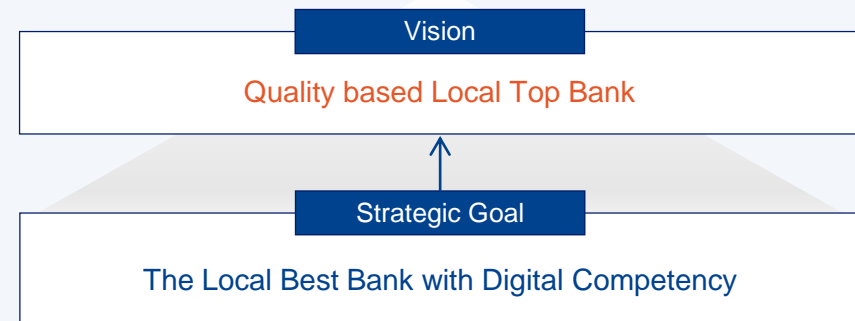 Vision
Quality based Local Top Bank
Strategic Goal
The Local Best Bank with Digital Competency